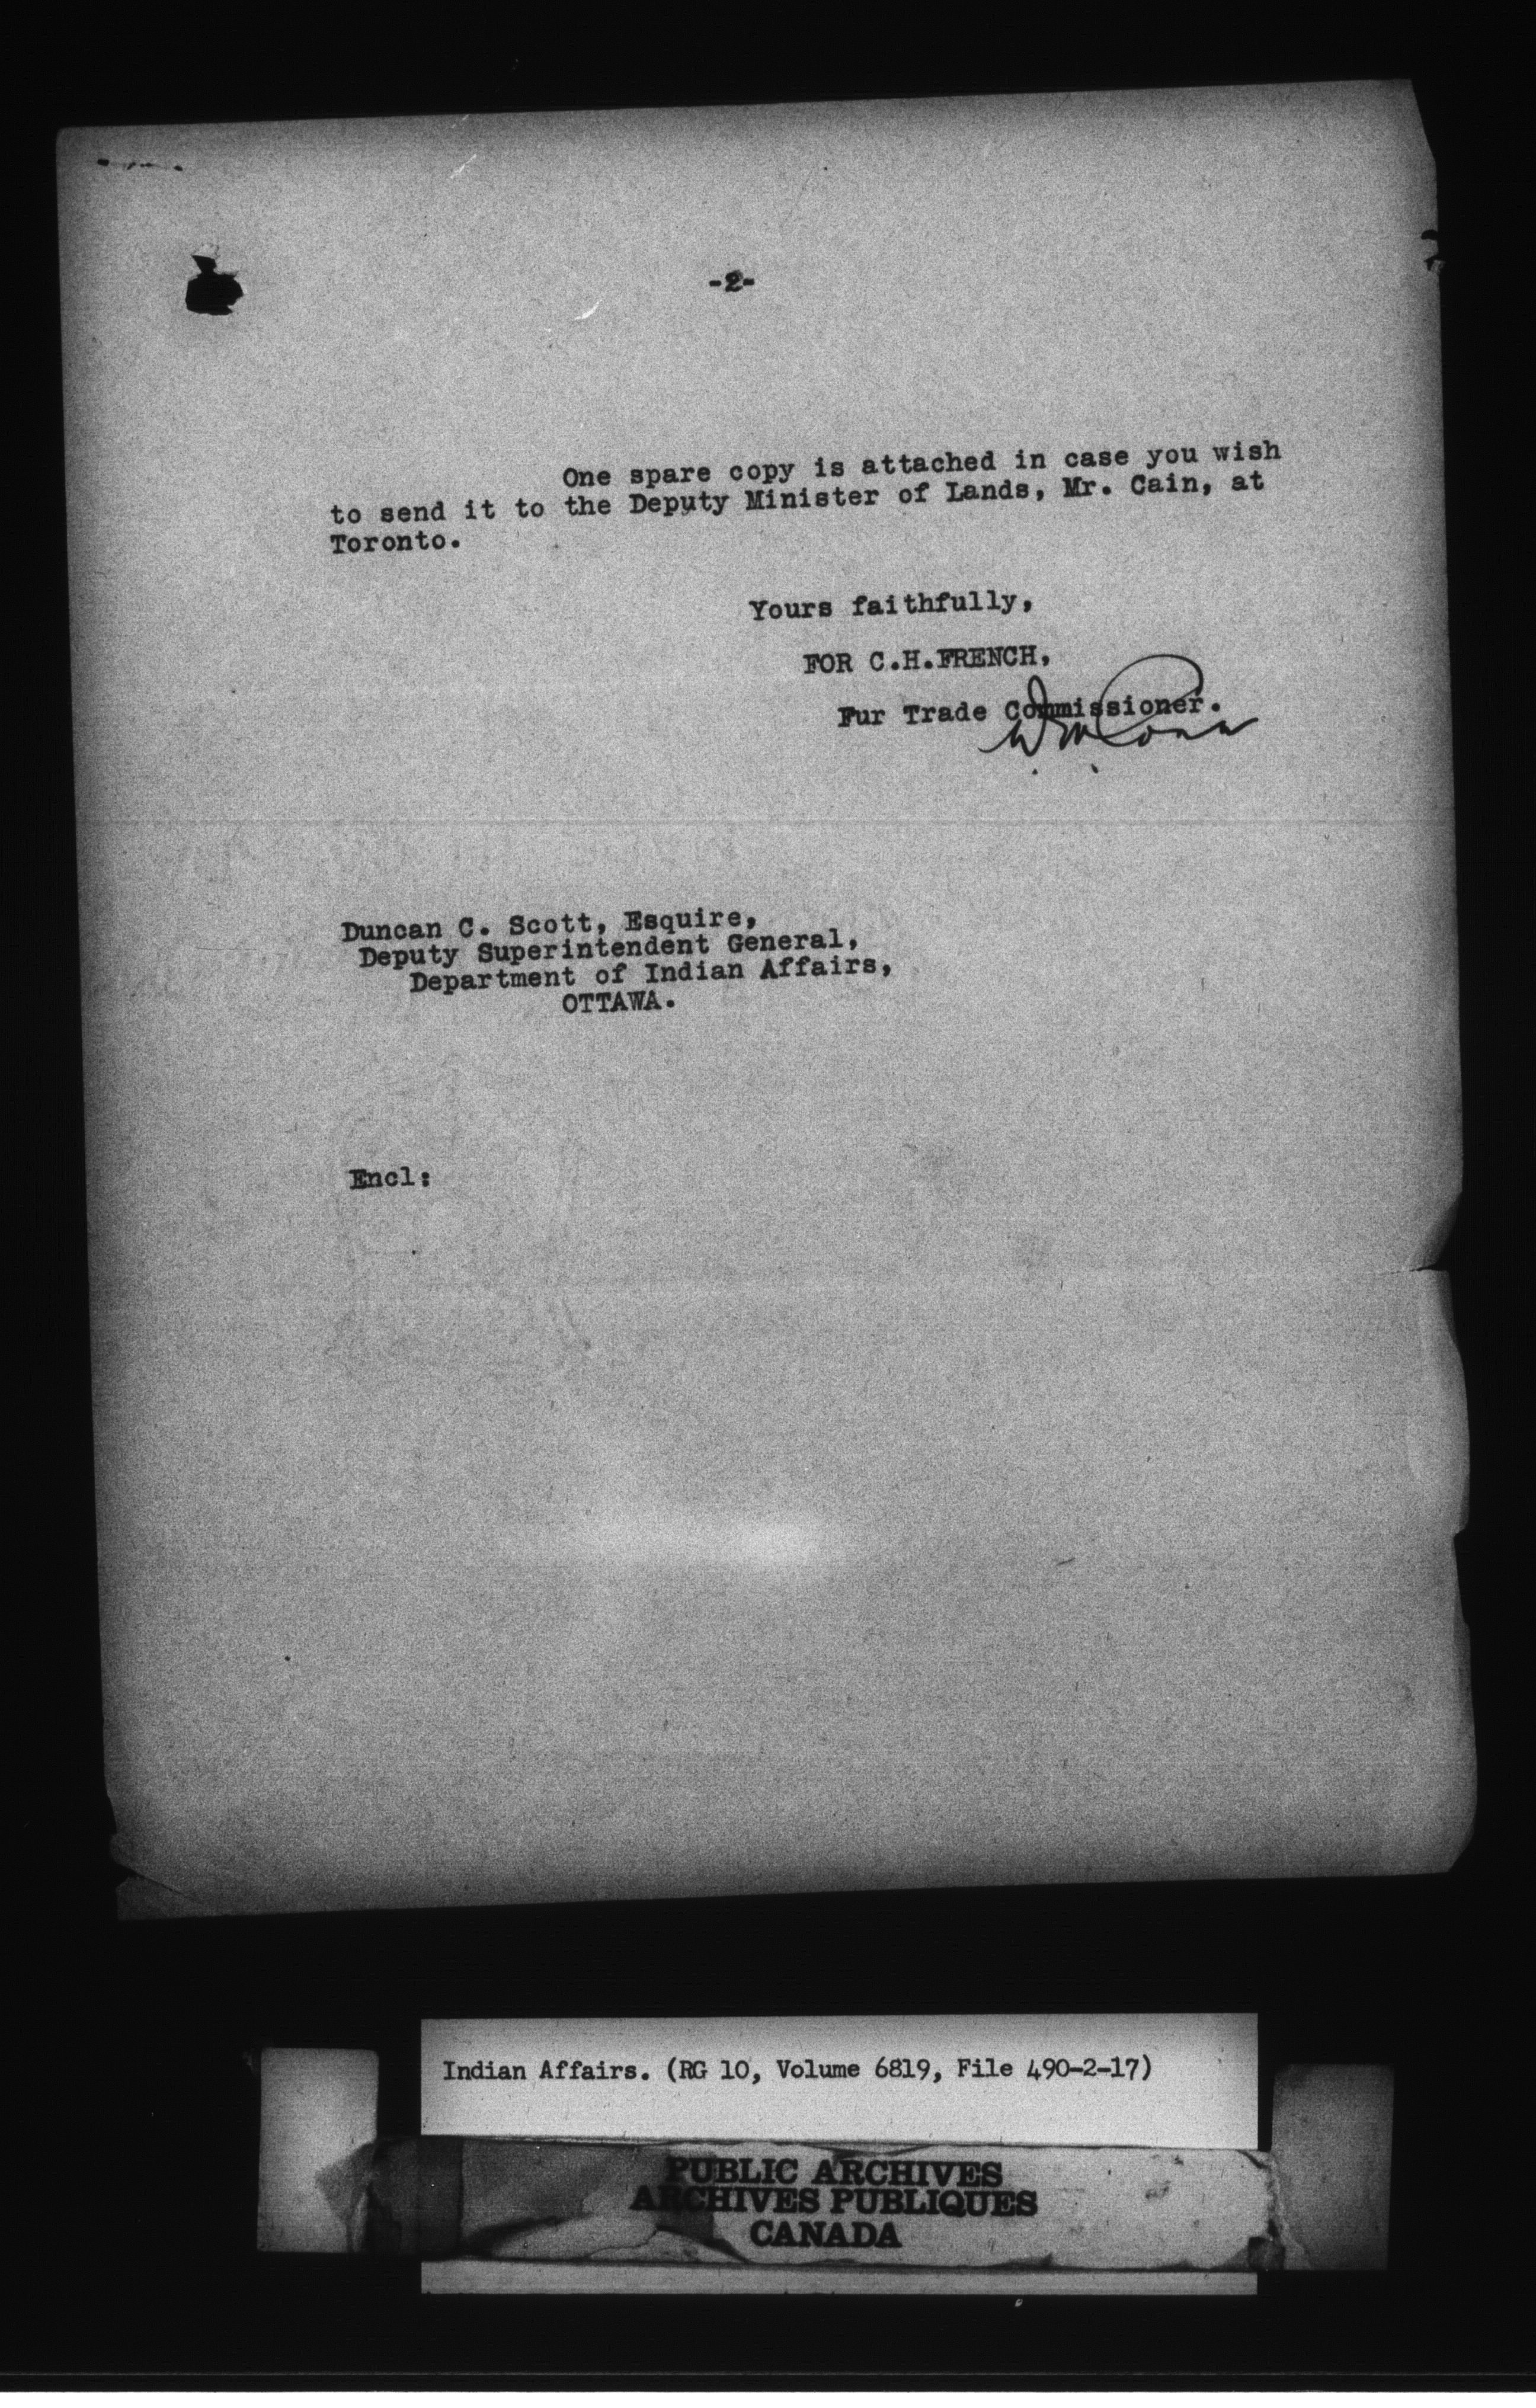 -2-
One spare copy is attached in case you wish
to send it to the Deputy Minister of Lands, Mr. Cain, at
Toronto.
Yours faithfully,
FOR C.H.FRENCH,
Fur Trade Commissioner.
Duncan C. Scott, Esquire,
Deputy Superintendent General,
Department of Indian Affairs,
OTTAWA.
Encl:
Indian Affairs. (RG 10, Volume 6819, File 490-2-17)
PUBLIC ARCHIVES
ARCHIVES PUBLIQUES
CANADA